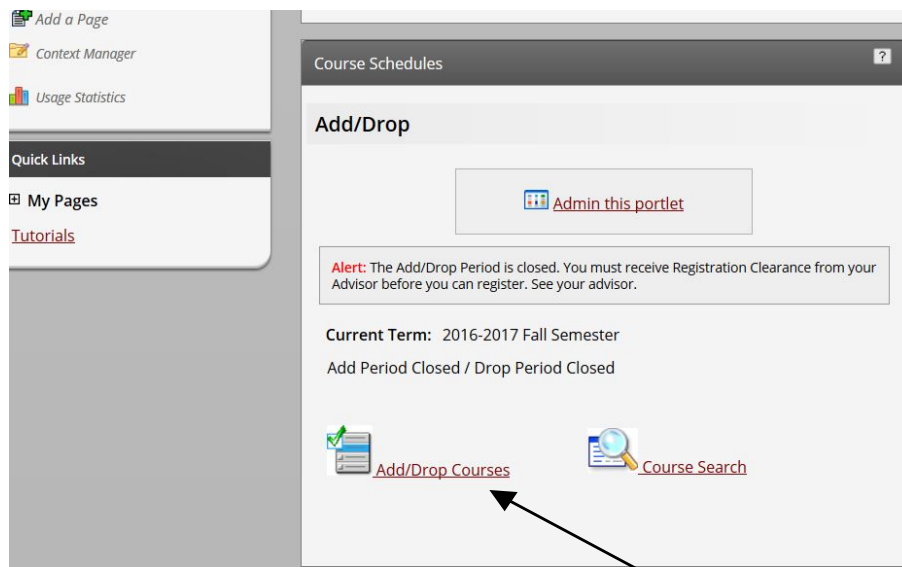 Add a Page
Context Manager
Usage Statistics
Quick Links
My Pages
Tutorials
Course Schedules
?
Add/Drop
Admin this portlet
Alert: The Add/Drop Period is closed. You must receive Registration Clearance from your
Advisor before you can register. See your advisor.
Current Term: 2016-2017 Fall Semester
Add Period Closed / Drop Period Closed
Add/Drop Courses
Course Search